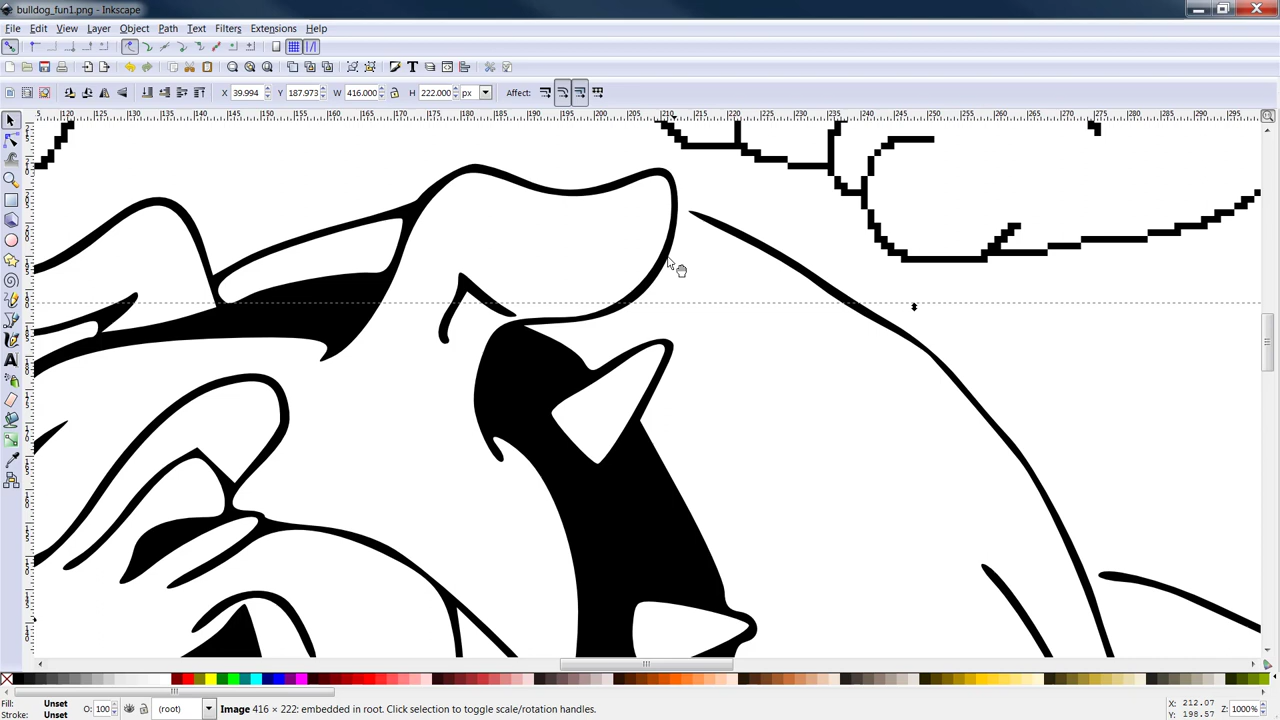 bulldog_fun1.png - Inkscape
File Edit View Layer Object Path Text Filters Extensions Help
X 39.994 Y 187.973 W 416.000 H 222.000 px Affect:
Fill: Unset
Stroke: Unset
O: 100
(root)
Image 416 × 222: embedded in root. Click selection to toggle scale/rotation handles.
X: 212.07
Y: 198.57
Z: 1000%